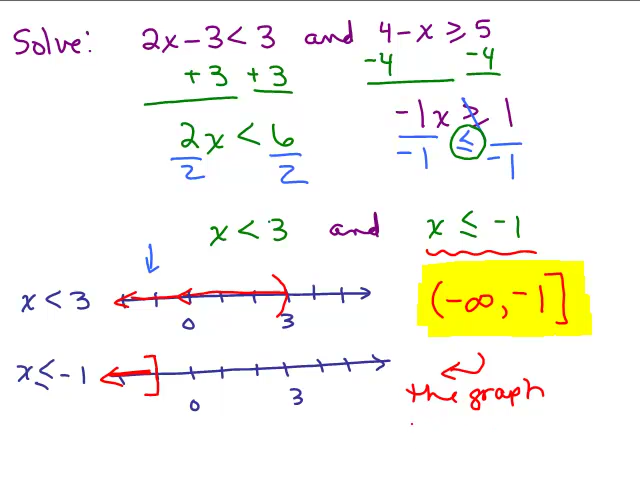 Solve: 2x - 3 < 3 and 4 - x ≥ 5
+3 +3 -4 -4
2x < 6 -1x ≥ 1
2 2 -1 ≤ -1
x < 3 and x ≤ -1
x < 3 0 3 (-∞, -1]
x ≤ -1 0 3 the graph